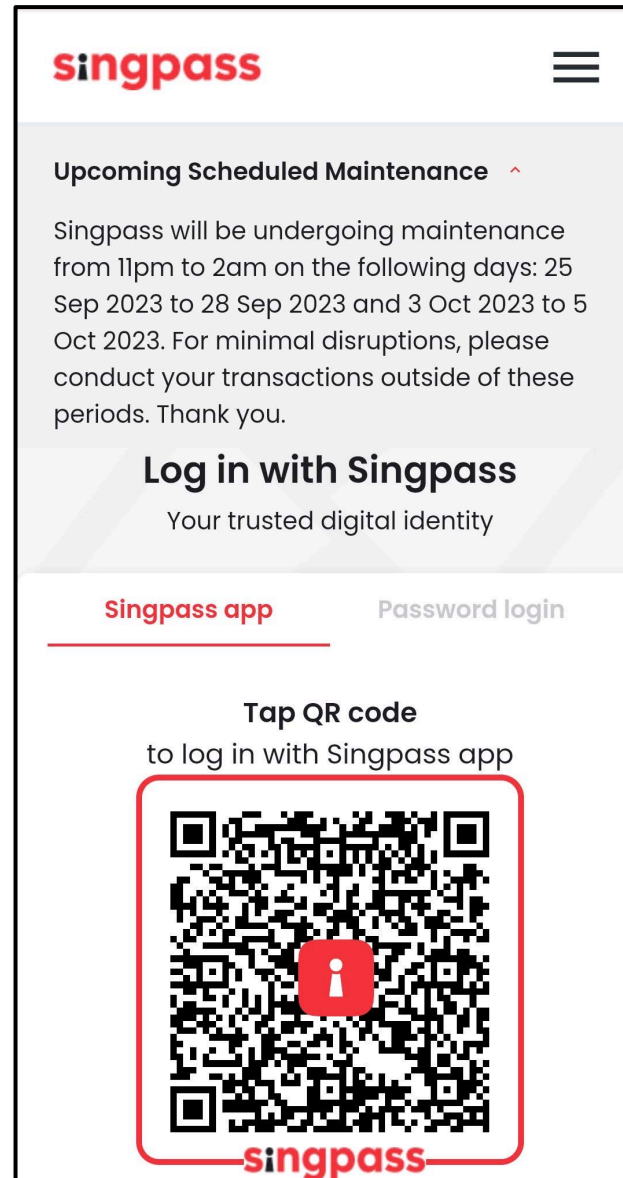 singpass
Upcoming Scheduled Maintenance
Singpass will be undergoing maintenance
from 11pm to 2am on the following days: 25
Sep 2023 to 28 Sep 2023 and 3 Oct 2023 to 5
Oct 2023. For minimal disruptions, please
conduct your transactions outside of these
periods. Thank you.
Log in with Singpass
Your trusted digital identity
Singpass app
Password login
Tap QR code
to log in with Singpass app
singpass